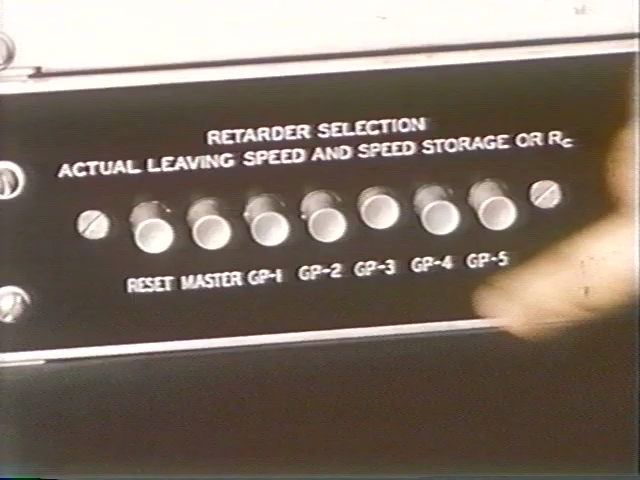 RETARDER SELECTION
ACTUAL LEAVING SPEED AND SPEED STORAGE OR Rc
RESET MASTER GP-1 GP-2 GP-3 GP-4 GP-5